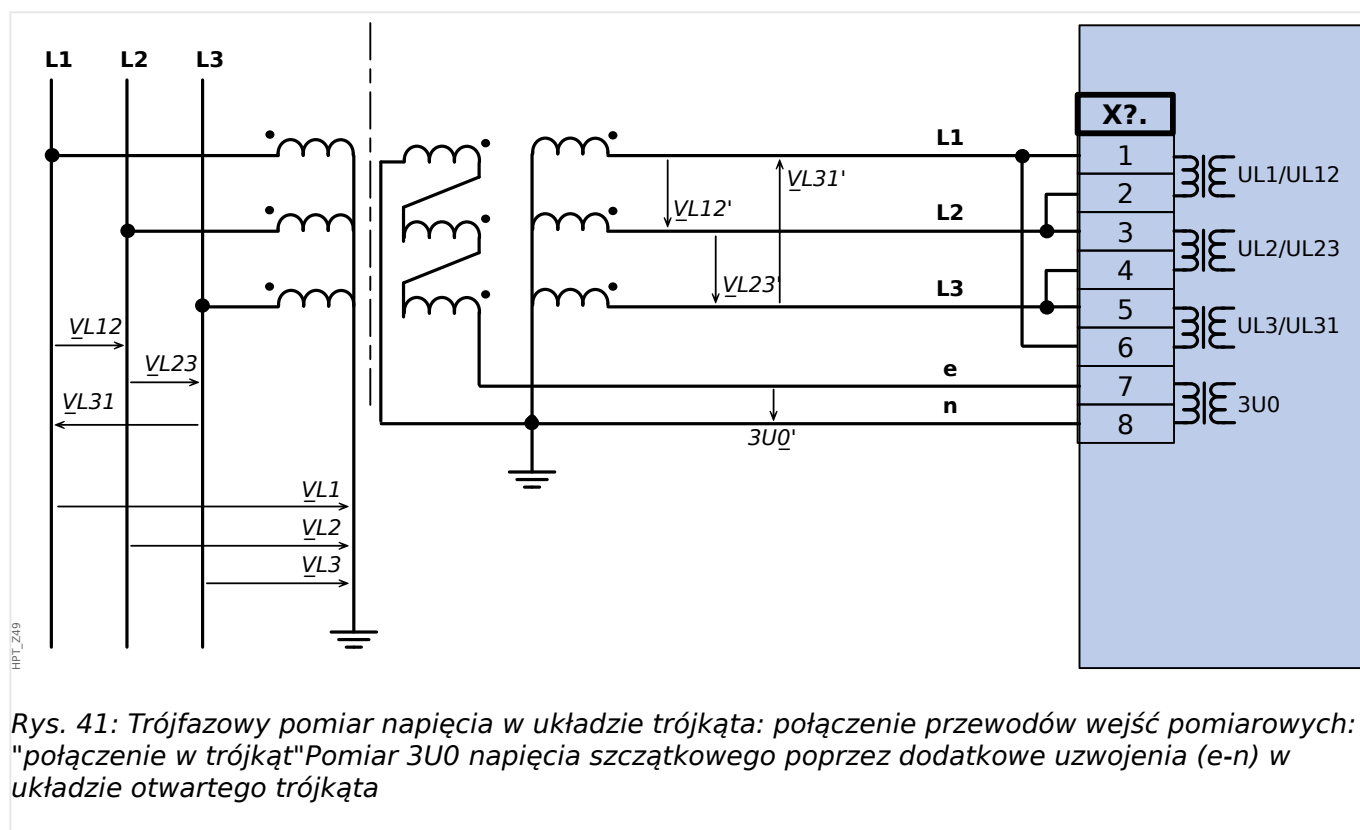 L1 L2 L3
X?.
L1
1
UL1/UL12
VL31'
2
VL12'
L2
3
UL2/UL23
4
VL23'
L3
5
UL3/UL31
VL12
6
VL23
e
7
VL31
n
3U0
8
3U0'
VL1
VL2
VL3
HPT_Z49
Rys. 41: Trójfazowy pomiar napięcia w układzie trójkąta: połączenie przewodów wejść pomiarowych:
"połączenie w trójkąt"Pomiar 3U0 napięcia szczątkowego poprzez dodatkowe uzwojenia (e-n) w
układzie otwartego trójkąta